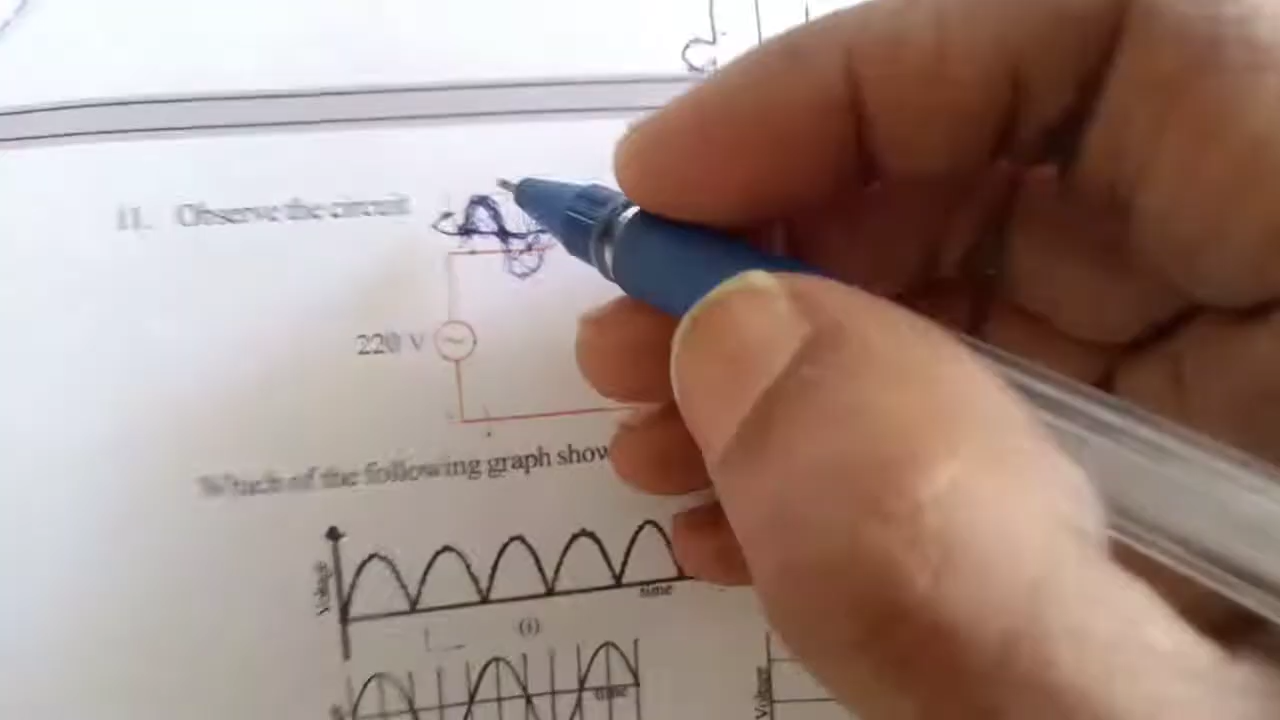 11. Observe the circuit
220 V
Which of the following graph show
Voltage
time
(i)
time
Voltage